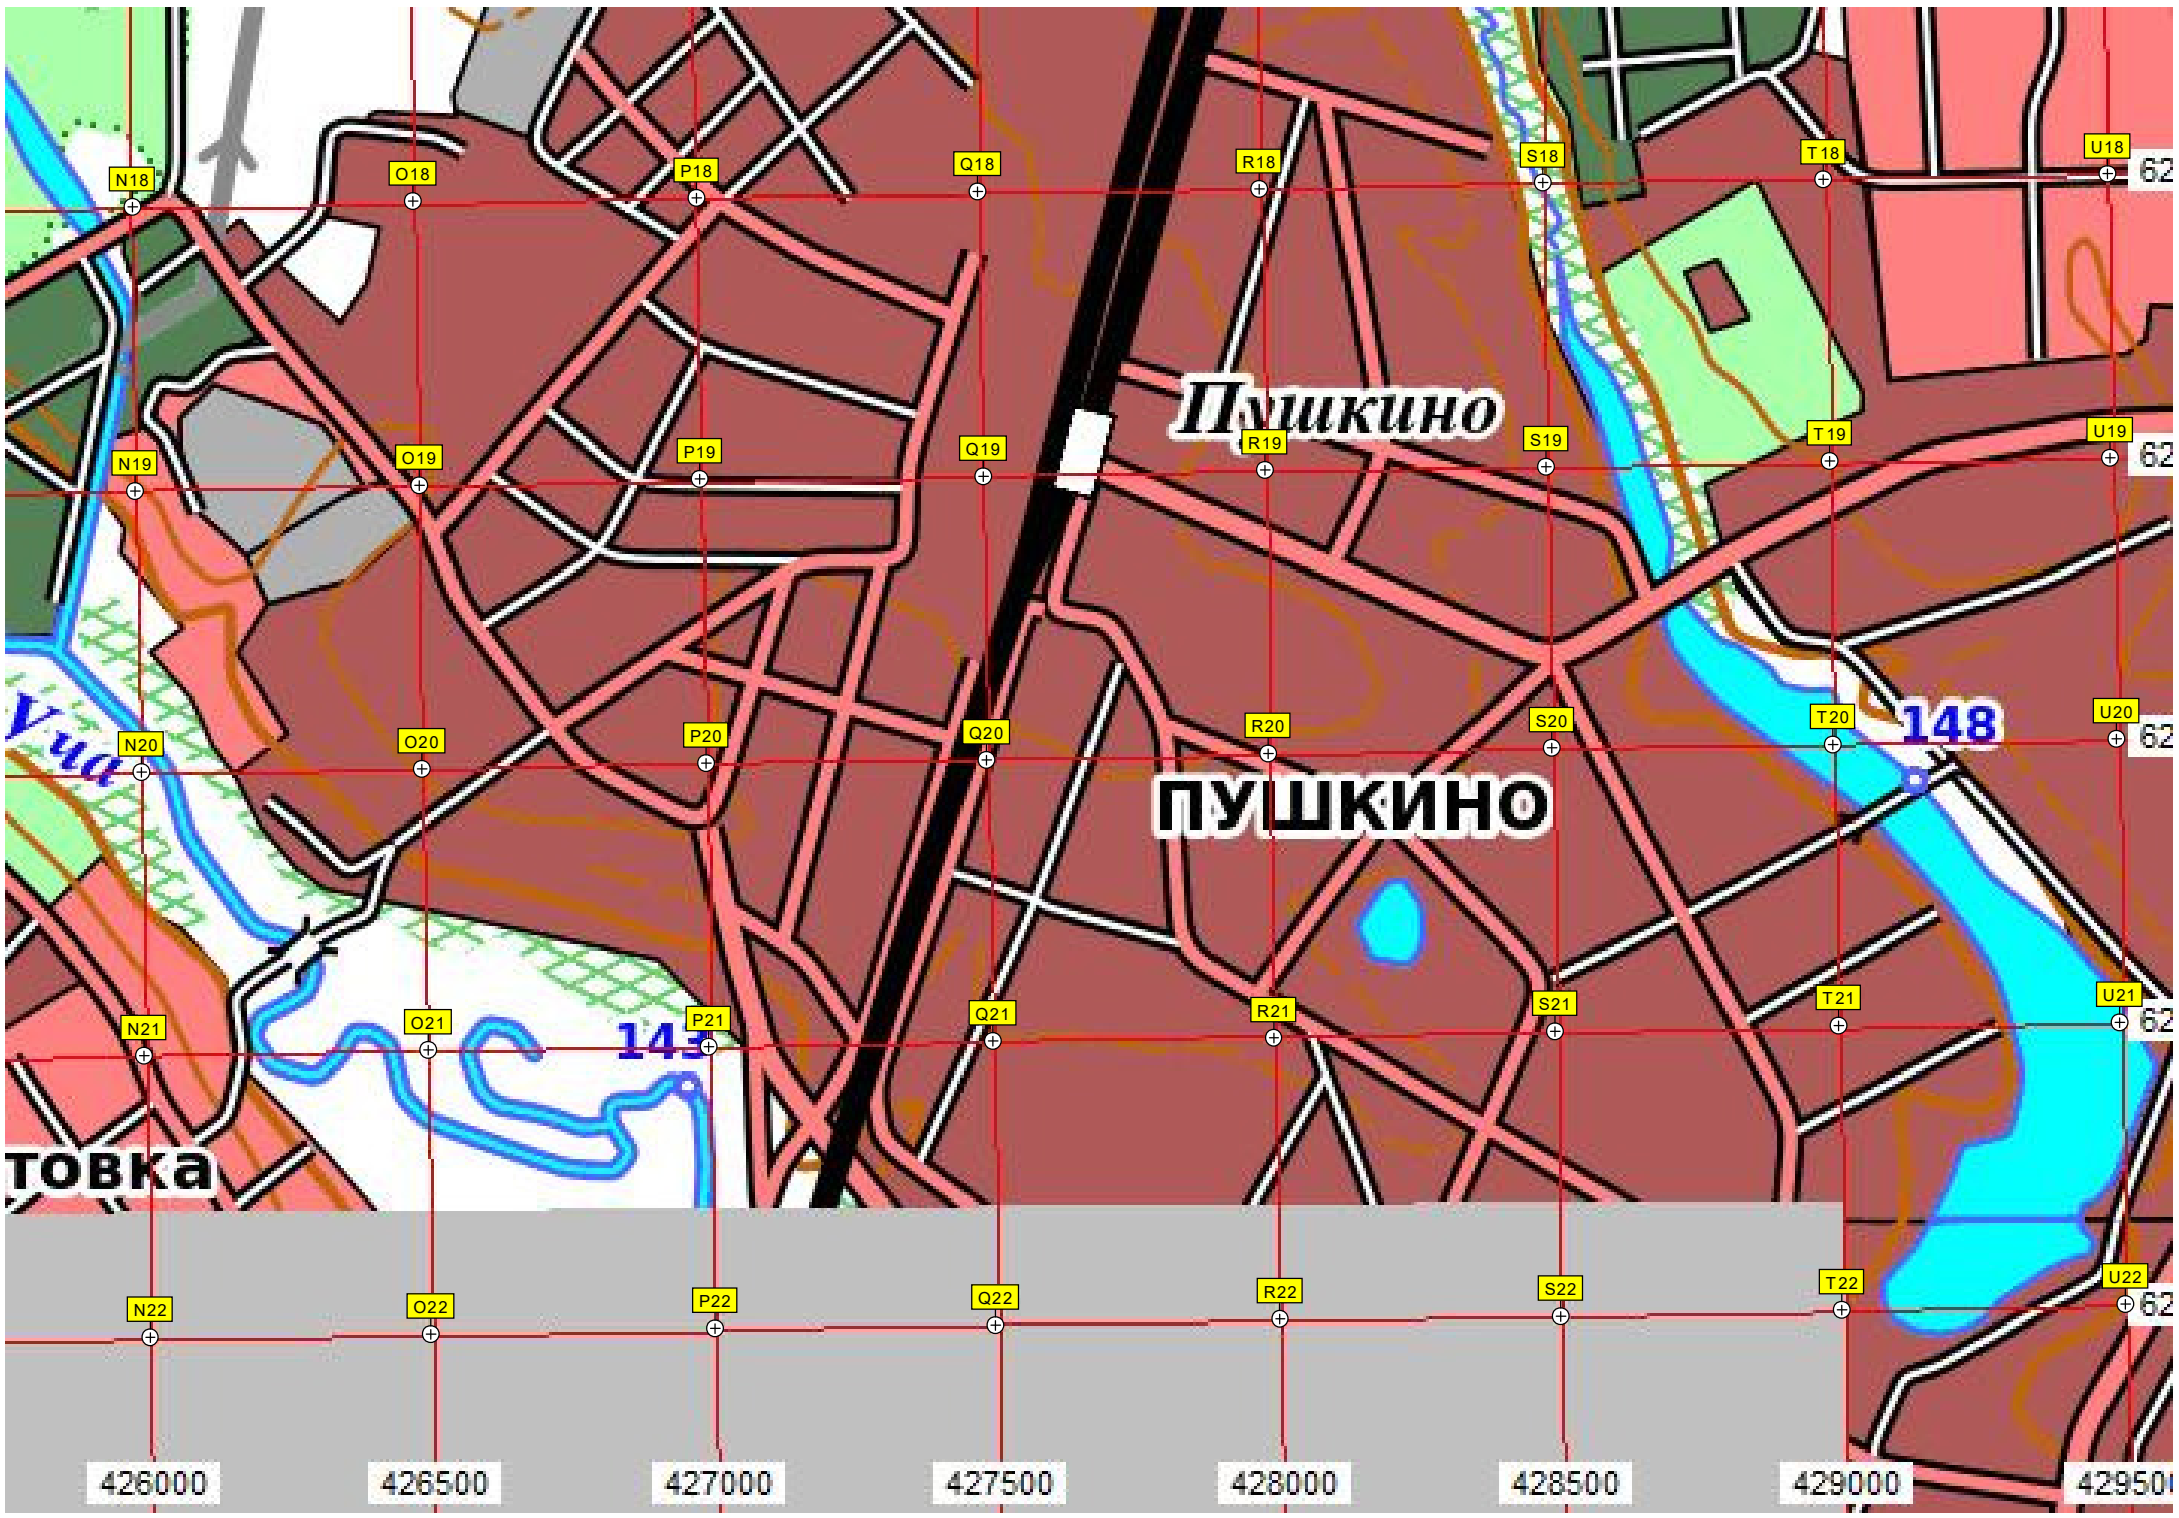 N18 O18 P18 Q18 R18 S18 T18 U18 62
Пушкино
N19 O19 P19 Q19 R19 S19 T19 U19 62
Уча
148
N20 O20 P20 Q20 R20 S20 T20 U20 62
ПУШКИНО
143
N21 O21 P21 Q21 R21 S21 T21 U21 62
товка
N22 O22 P22 Q22 R22 S22 T22 U22 62
426000 426500 427000 427500 428000 428500 429000 429500